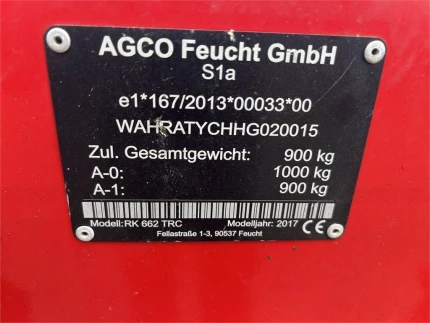 AGCO Feucht GmbH
S1a
e1*167/2013*00033*00
WAHRATYCHHG020015
Zul. Gesamtgewicht: 900 kg
A-0: 1000 kg
A-1: 900 kg
Modell: RK 662 TRC Modelljahr: 2017 CE
Fellastraße 1-3, 90537 Feucht